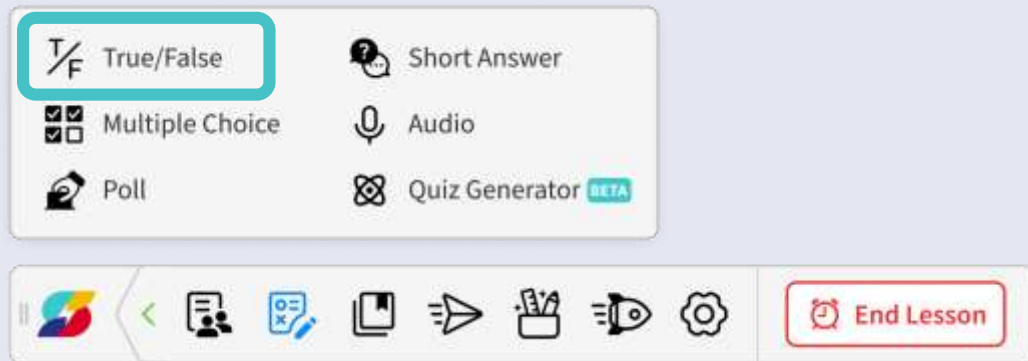 T/F True/False
Short Answer
Multiple Choice
Audio
Poll
Quiz Generator BETA
End Lesson